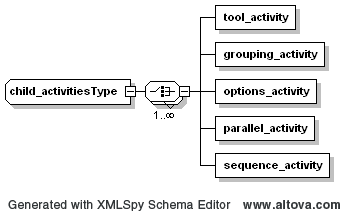 tool_activity
grouping_activity
child_activitiesType
options_activity
1..∞
parallel_activity
sequence_activity
Generated with XMLSpy Schema Editor www.altova.com